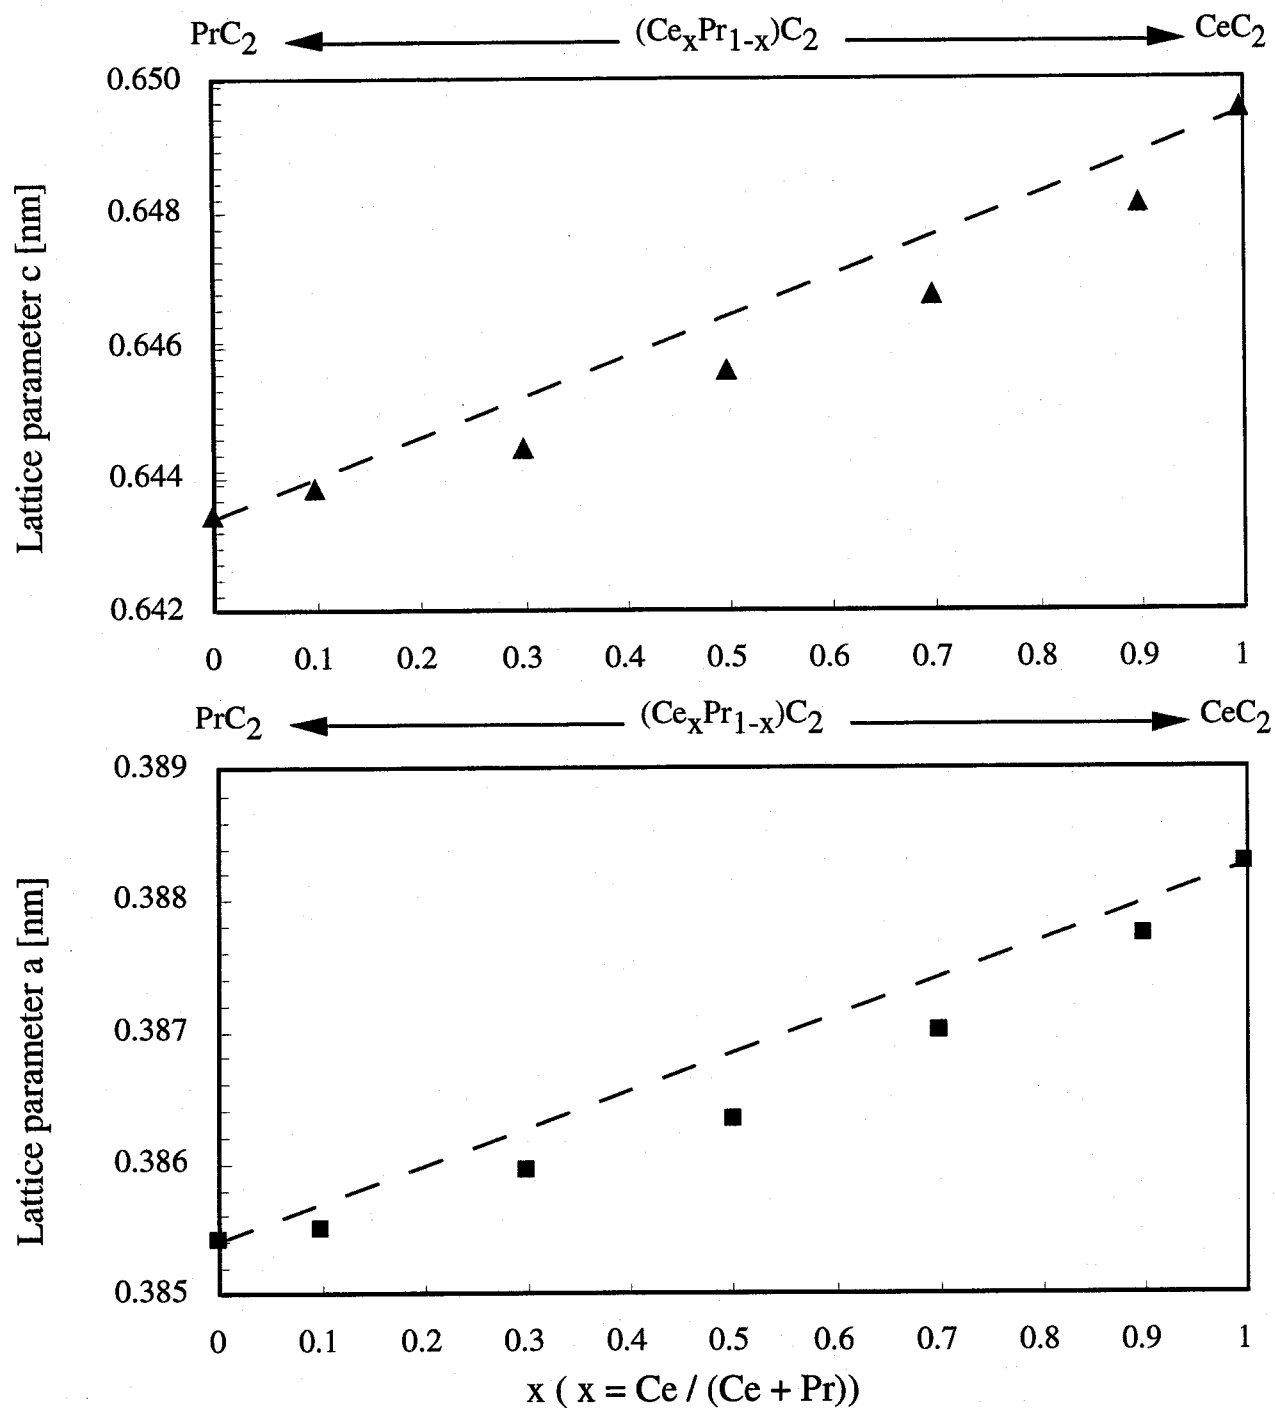 PrC2 (CexPr1-x)C2 CeC2
0.650
0.648
0.646
0.644
0.642
Lattice parameter c [nm]
0 0.1 0.2 0.3 0.4 0.5 0.6 0.7 0.8 0.9 1
PrC2 (CexPr1-x)C2 CeC2
0.389
0.388
0.387
0.386
0.385
Lattice parameter a [nm]
0 0.1 0.2 0.3 0.4 0.5 0.6 0.7 0.8 0.9 1
x ( x = Ce / (Ce + Pr))